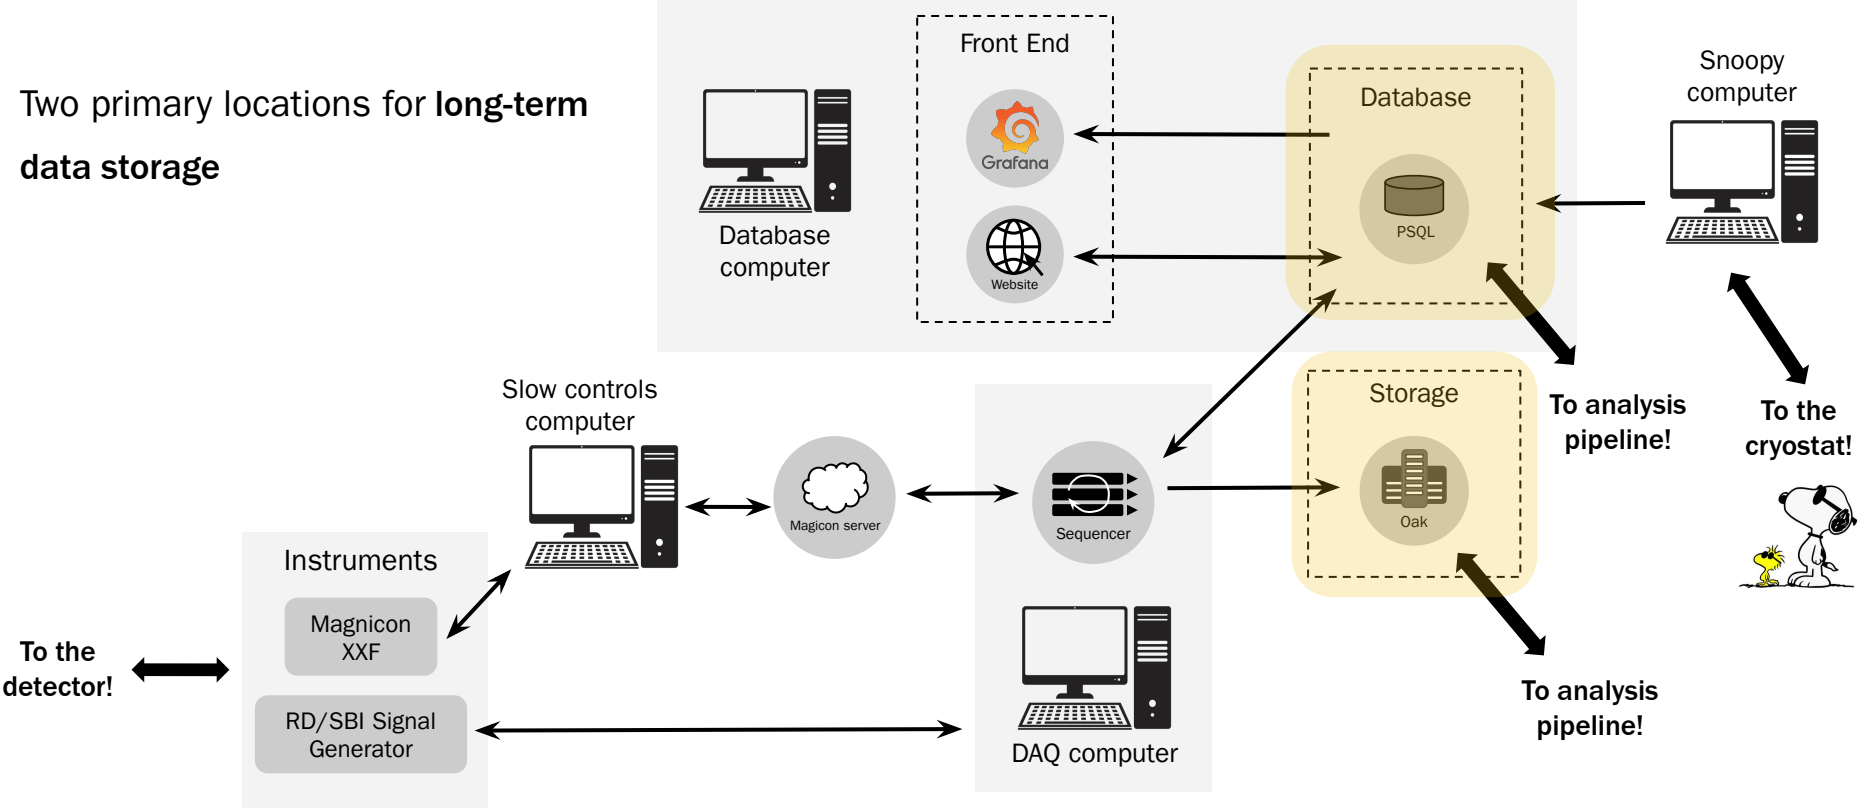 Two primary locations for long-term
data storage
Database
computer
Front End
Grafana
Website
Database
PSQL
Snoopy
computer
To analysis
pipeline!
To the
cryostat!
Storage
Oak
To analysis
pipeline!
Slow controls
computer
Magicon server
Sequencer
DAQ computer
Instruments
Magnicon
XXF
RD/SBI Signal
Generator
To the
detector!